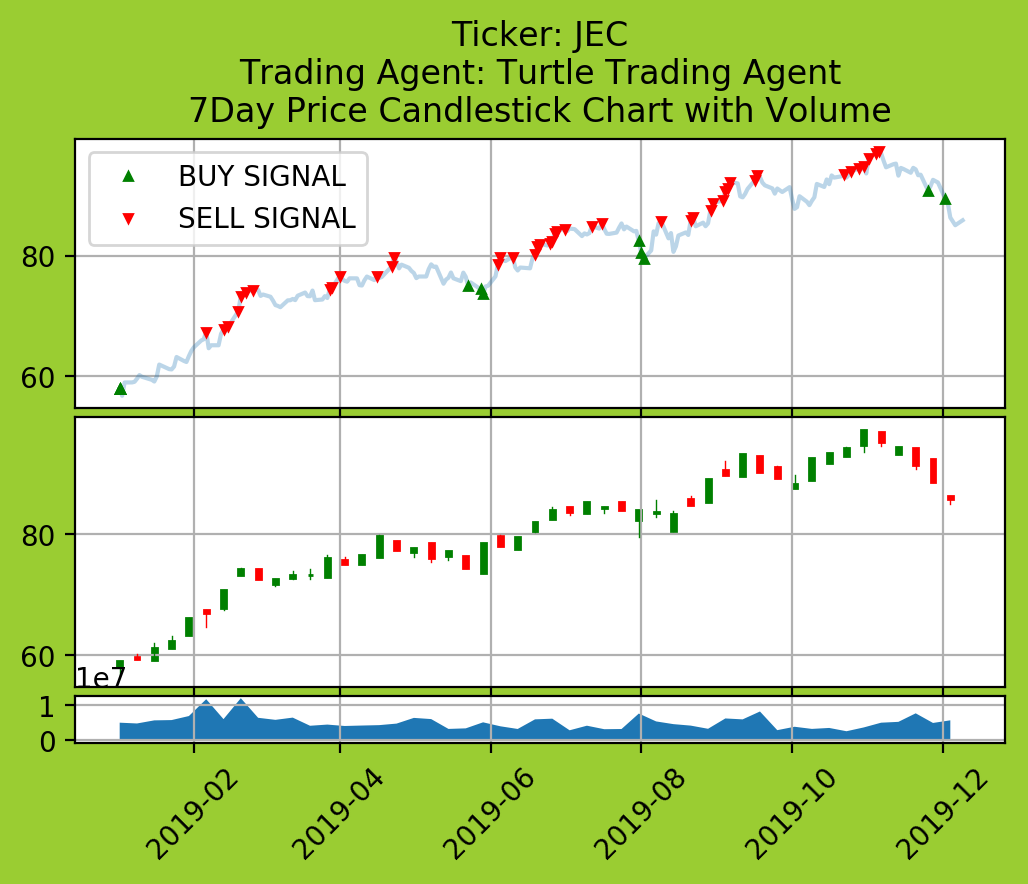 Ticker: JEC
Trading Agent: Turtle Trading Agent
7Day Price Candlestick Chart with Volume
BUY SIGNAL
SELL SIGNAL
80
60
80
60
1e7
1
0
2019-02
2019-04
2019-06
2019-08
2019-10
2019-12